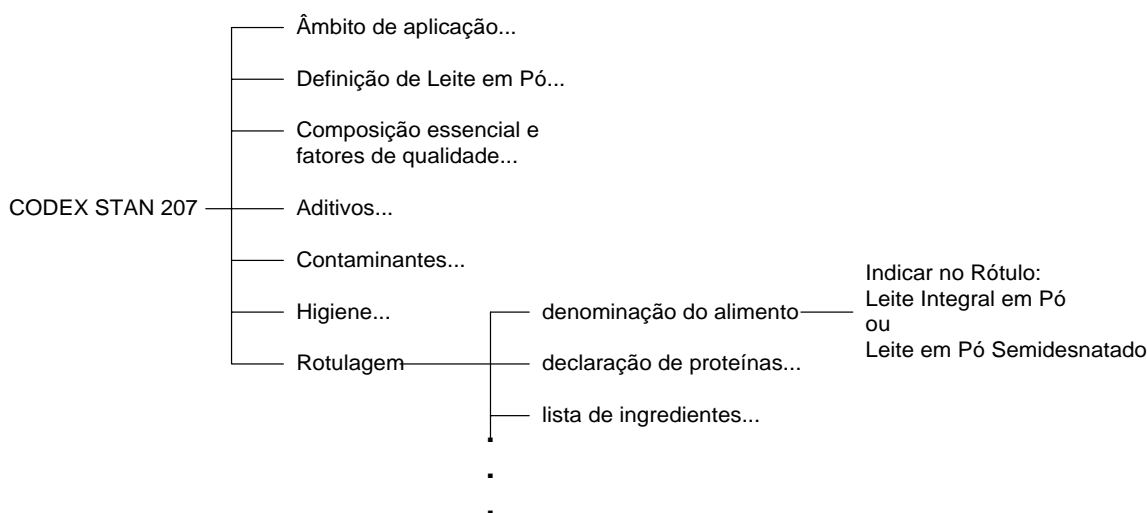 Âmbito de aplicação...
Definição de Leite em Pó...
Composição essencial e
fatores de qualidade...
CODEX STAN 207
Aditivos...
Contaminantes...
Higiene...
Rotulagem
denominação do alimento
declaração de proteínas...
lista de ingredientes...
Indicar no Rótulo:
Leite Integral em Pó
ou
Leite em Pó Semidesnatado